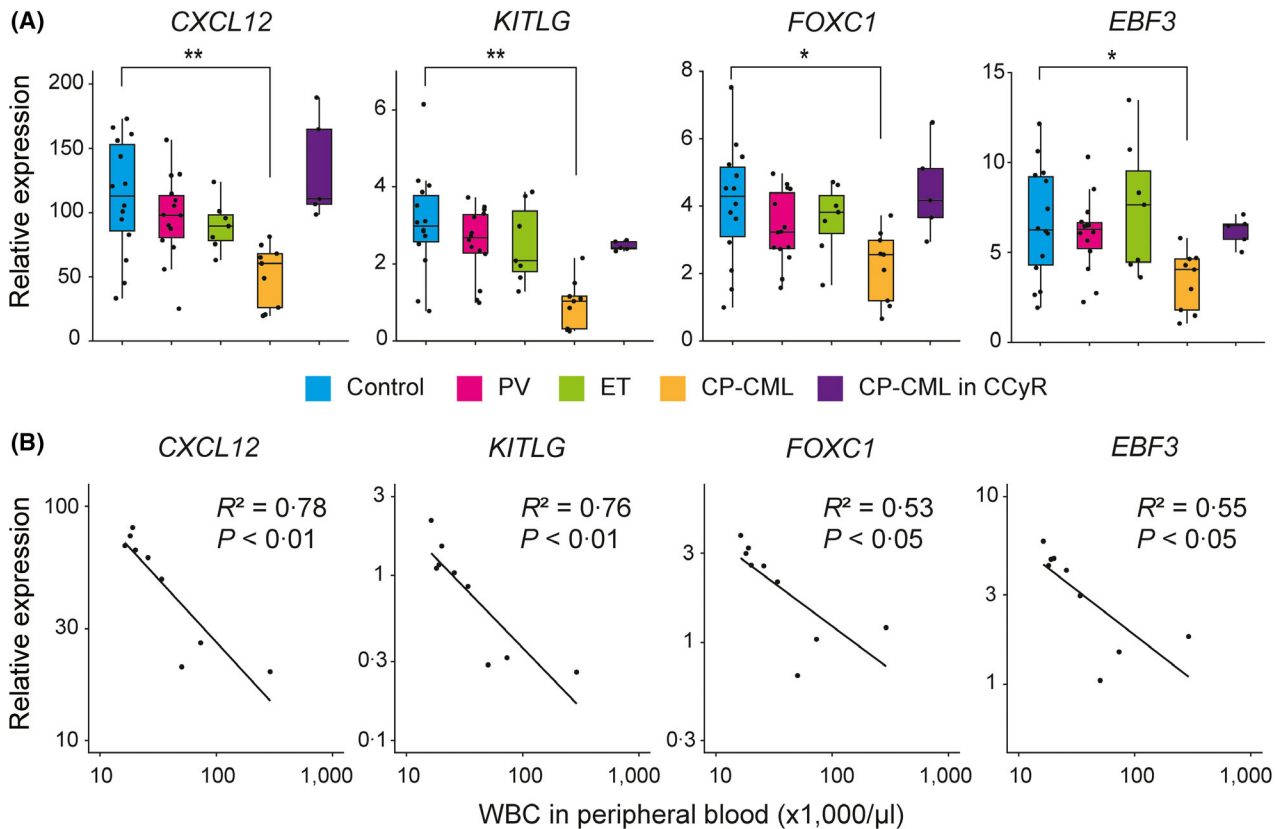 (A)
CXCL12 KITLG FOXC1 EBF3
** ** * *
Relative expression
200
150
100
50
0
6
4
2
0
8
6
4
2
0
15
10
5
0
Control PV ET CP-CML CP-CML in CCyR
(B)
CXCL12 KITLG FOXC1 EBF3
Relative expression
100
30
10
R² = 0·78
P < 0·01
10 100 1,000
3
1
0·3
0·1
R² = 0·76
P < 0·01
10 100 1,000
3
1
0·3
R² = 0·53
P < 0·05
10 100 1,000
10
3
1
R² = 0·55
P < 0·05
10 100 1,000
WBC in peripheral blood (x1,000/µl)